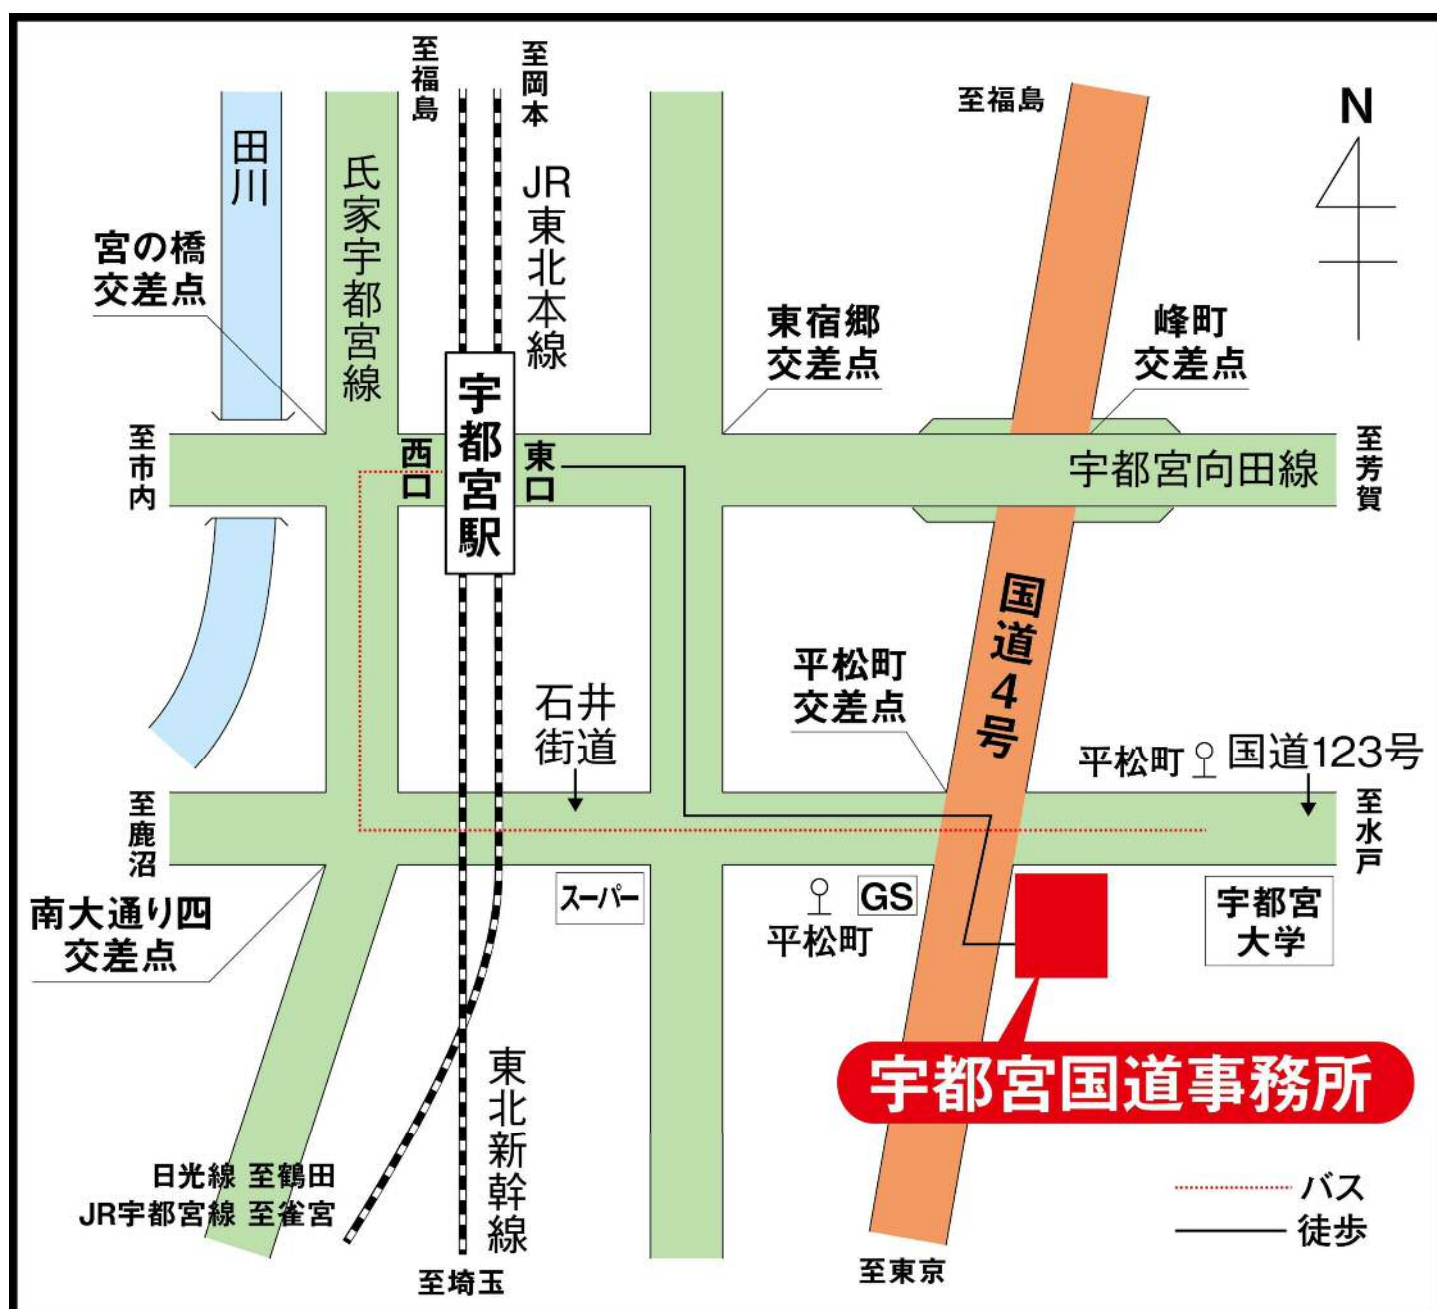 至福島
至岡本
至福島
N
田川
氏家宇都宮線
JR東北本線
宮の橋
交差点
東宿郷
交差点
峰町
交差点
至市内
西口
宇都宮駅
東口
宇都宮向田線
至芳賀
国道4号
平松町
交差点
石井
街道
平松町
国道123号
至鹿沼
至水戸
南大通り四
交差点
スーパー
平松町
GS
宇都宮
大学
宇都宮国道事務所
東北新幹線
日光線 至鶴田
JR宇都宮線 至雀宮
至埼玉
至東京
バス
徒歩